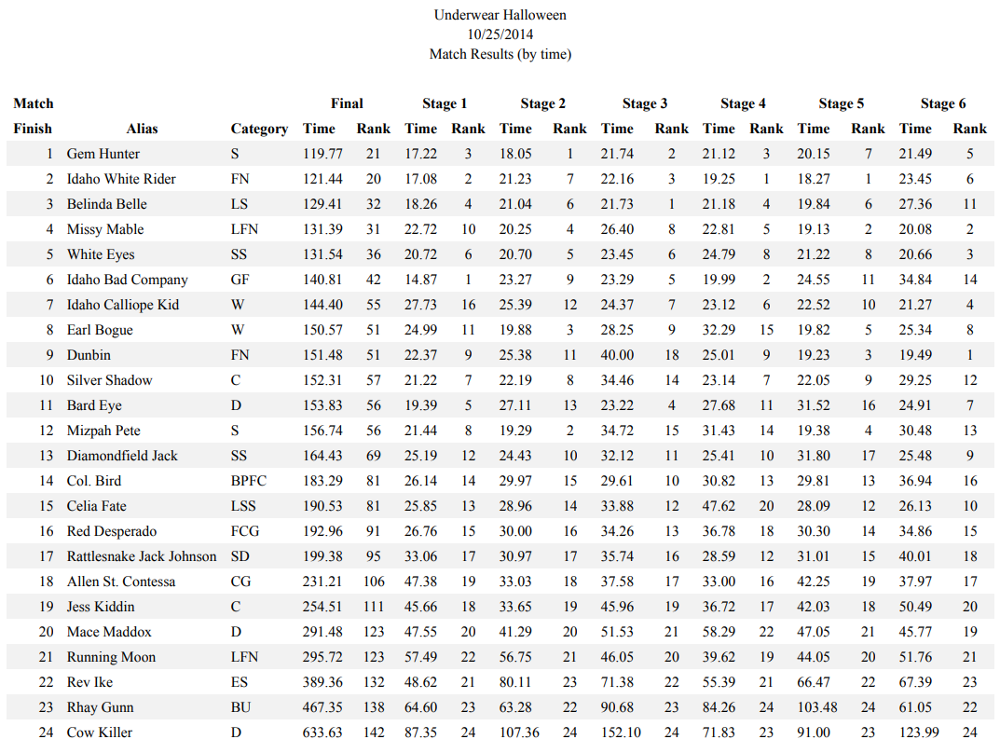 Underwear Halloween
10/25/2014
Match Results (by time)
Match Final Stage 1 Stage 2 Stage 3 Stage 4 Stage 5 Stage 6
Finish Alias Category Time Rank Time Rank Time Rank Time Rank Time Rank Time Rank Time Rank
1 Gem Hunter S 119.77 21 17.22 3 18.05 1 21.74 2 21.12 3 20.15 7 21.49 5
2 Idaho White Rider FN 121.44 20 17.08 2 21.23 7 22.16 3 19.25 1 18.27 1 23.45 6
3 Belinda Belle LS 129.41 32 18.26 4 21.04 6 21.73 1 21.18 4 19.84 6 27.36 11
4 Missy Mable LFN 131.39 31 22.72 10 20.25 4 26.40 8 22.81 5 19.13 2 20.08 2
5 White Eyes SS 131.54 36 20.72 6 20.70 5 23.45 6 24.79 8 21.22 8 20.66 3
6 Idaho Bad Company GF 140.81 42 14.87 1 23.27 9 23.29 5 19.99 2 24.55 11 34.84 14
7 Idaho Calliope Kid W 144.40 55 27.73 16 25.39 12 24.37 7 23.12 6 22.52 10 21.27 4
8 Earl Bogue W 150.57 51 24.99 11 19.88 3 28.25 9 32.29 15 19.82 5 25.34 8
9 Dunbin FN 151.48 51 22.37 9 25.38 11 40.00 18 25.01 9 19.23 3 19.49 1
10 Silver Shadow C 152.31 57 21.22 7 22.19 8 34.46 14 23.14 7 22.05 9 29.25 12
11 Bard Eye D 153.83 56 19.39 5 27.11 13 23.22 4 27.68 11 31.52 16 24.91 7
12 Mizpah Pete S 156.74 56 21.44 8 19.29 2 34.72 15 31.43 14 19.38 4 30.48 13
13 Diamondfield Jack SS 164.43 69 25.19 12 24.43 10 32.12 11 25.41 10 31.80 17 25.48 9
14 Col. Bird BPFC 183.29 81 26.14 14 29.97 15 29.61 10 30.82 13 29.81 13 36.94 16
15 Celia Fate LSS 190.53 81 25.85 13 28.96 14 33.88 12 47.62 20 28.09 12 26.13 10
16 Red Desperado FCG 192.96 91 26.76 15 30.00 16 34.26 13 36.78 18 30.30 14 34.86 15
17 Rattlesnake Jack Johnson SD 199.38 95 33.06 17 30.97 17 35.74 16 28.59 12 31.01 15 40.01 18
18 Allen St. Contessa CG 231.21 106 47.38 19 33.03 18 37.58 17 33.00 16 42.25 19 37.97 17
19 Jess Kiddin C 254.51 111 45.66 18 33.65 19 45.96 19 36.72 17 42.03 18 50.49 20
20 Mace Maddox D 291.48 123 47.55 20 41.29 20 51.53 21 58.29 22 47.05 21 45.77 19
21 Running Moon LFN 295.72 123 57.49 22 56.75 21 46.05 20 39.62 19 44.05 20 51.76 21
22 Rev Ike ES 389.36 132 48.62 21 80.11 23 71.38 22 55.39 21 66.47 22 67.39 23
23 Rhay Gunn BU 467.35 138 64.60 23 63.28 22 90.68 23 84.26 24 103.48 24 61.05 22
24 Cow Killer D 633.63 142 87.35 24 107.36 24 152.10 24 71.83 23 91.00 23 123.99 24